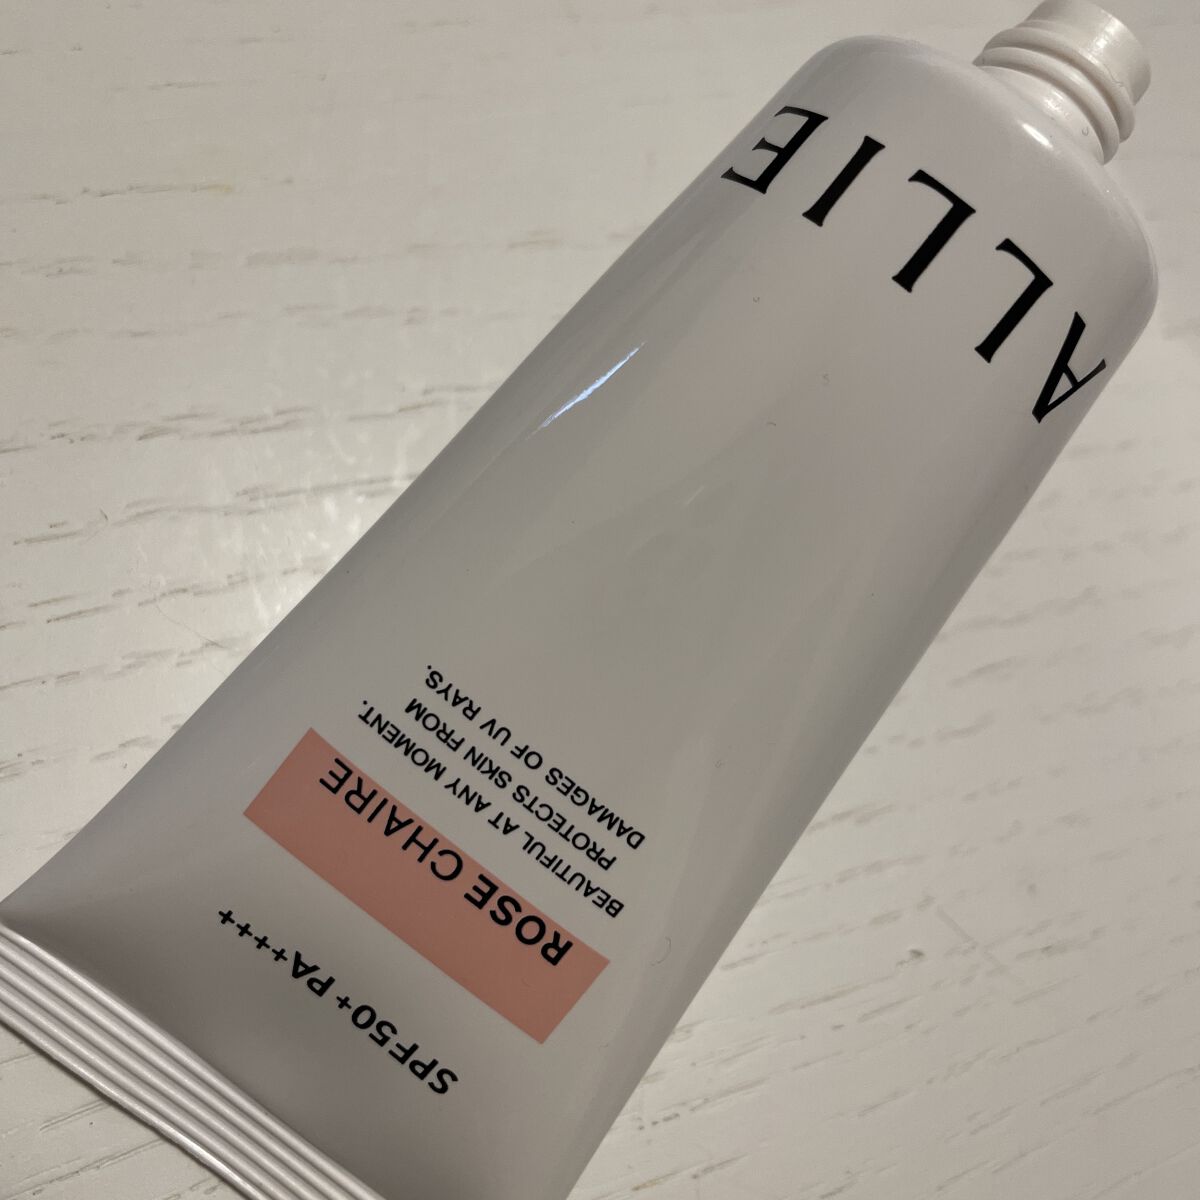 ALLIE
BEAUTIFUL AT ANY MOMENT.
PROTECTS SKIN FROM
DAMAGES OF UV RAYS.
ROSE CHAIRE
SPF50+ PA++++